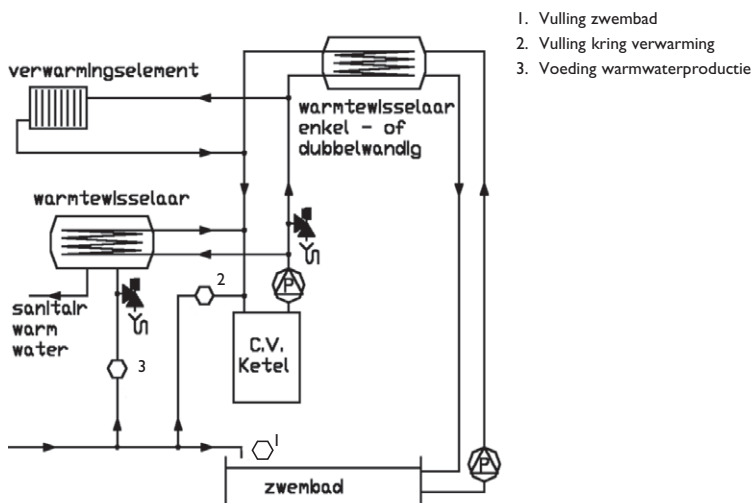 1. Vulling zwembad
2. Vulling kring verwarming
3. Voeding warmwaterproductie
verwarmingselement
warmtewisselaar
enkel - of
dubbelwandig
warmtewisselaar
2
P
sanitair
warm
water
C.V.
Ketel
3
1
P
zwembad